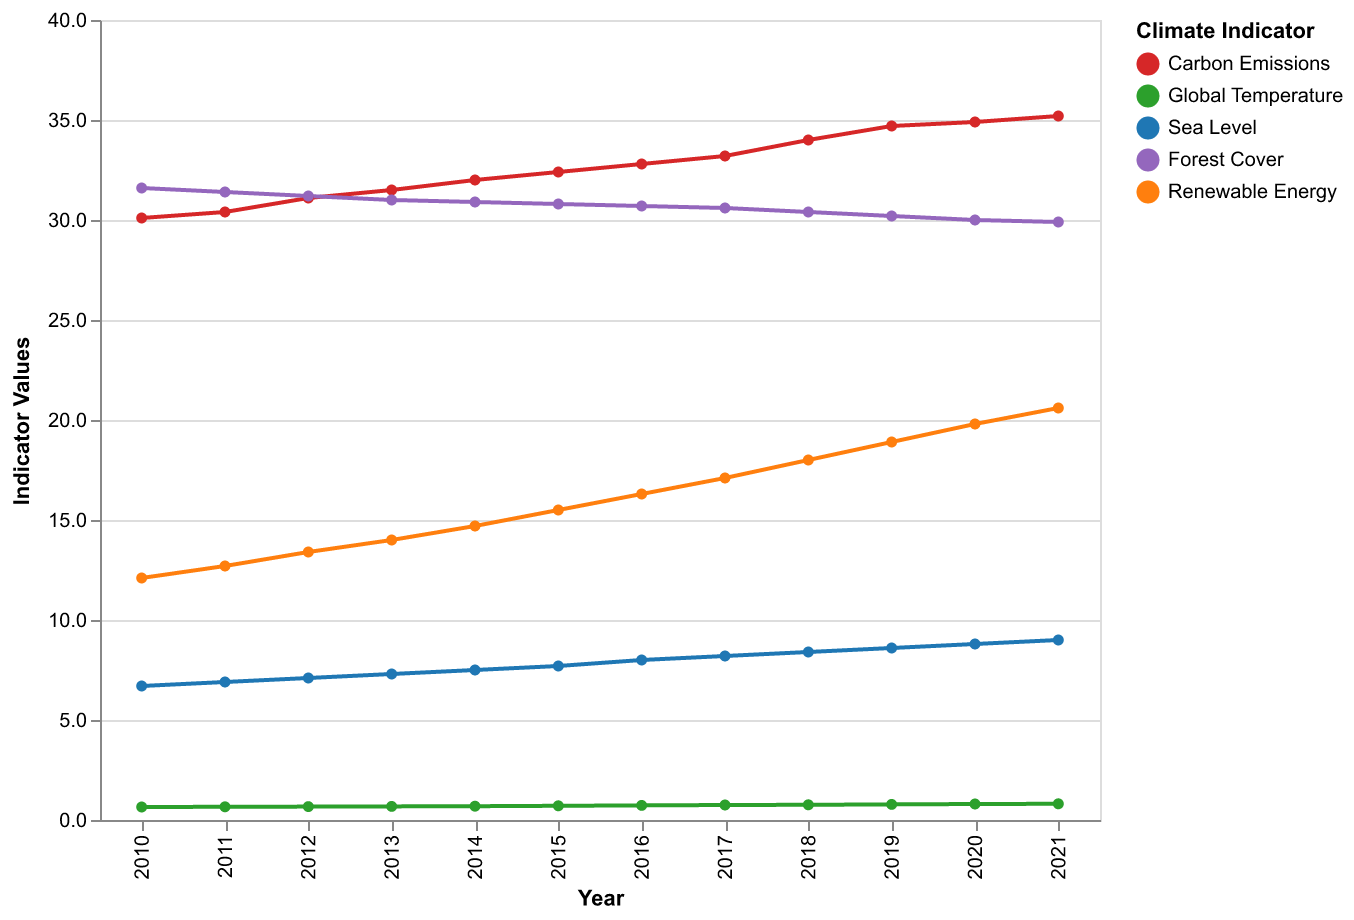 Climate Indicator
Carbon Emissions
Global Temperature
Sea Level
Forest Cover
Renewable Energy
Indicator Values
40.0
35.0
30.0
25.0
20.0
15.0
10.0
5.0
0.0
2010
2011
2012
2013
2014
2015
2016
2017
2018
2019
2020
2021
Year